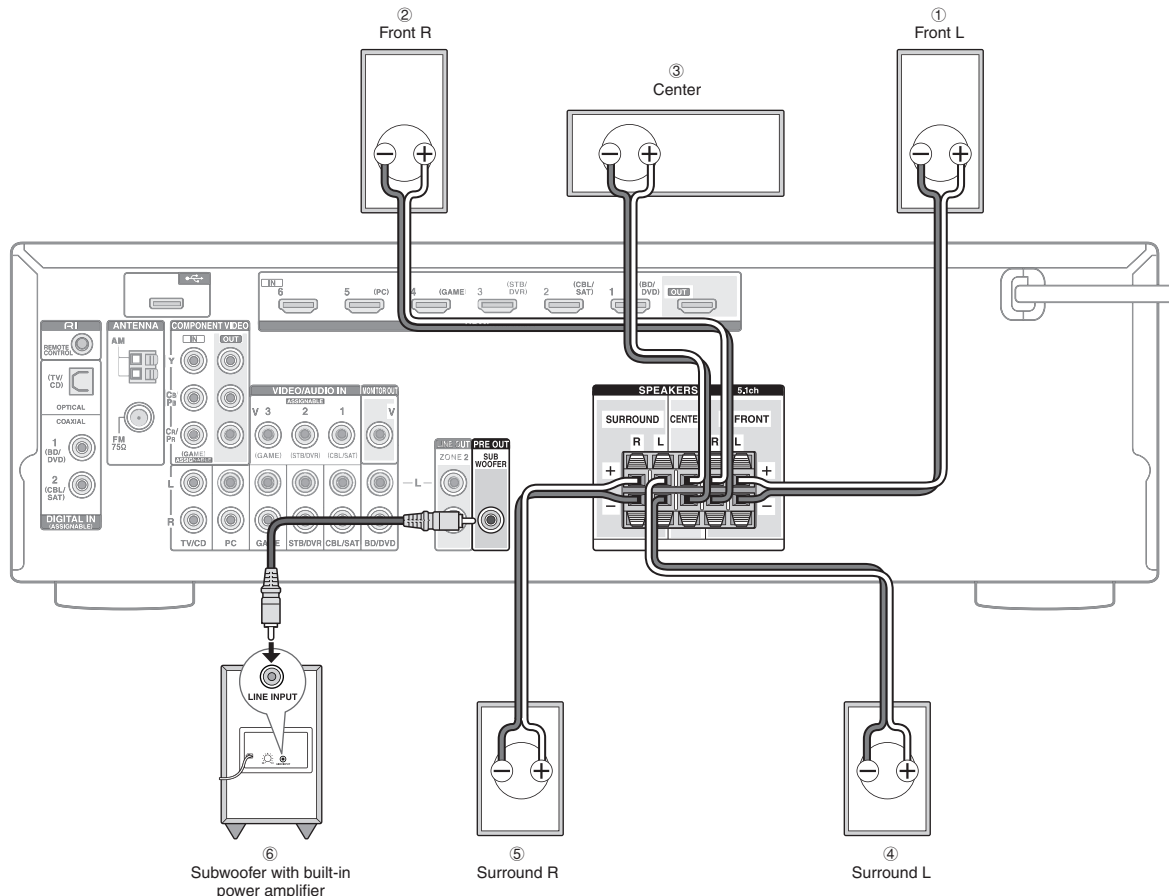 ②
Front R
①
Front L
③
Center
IN
6
5 (PC)
4 (GAME)
3 (STB/
DVR)
2 (CBL/
SAT)
1 (BD/
DVD)
OUT
RI
REMOTE
CONTROL
ANTENNA
AM
FM
75Ω
COMPONENT VIDEO
IN
OUT
Y
CB/
PB
CR/
PR
(GAME)
ASSIGNABLE
(TV/
CD)
OPTICAL
COAXIAL
1
(BD/
DVD)
2
(CBL/
SAT)
DIGITAL IN
(ASSIGNABLE)
VIDEO/AUDIO IN
ASSIGNABLE
V 3 2 1
(GAME) (STB/DVR) (CBL/SAT)
MONITOR OUT
V
L
R
TV/CD PC GAME STB/DVR CBL/SAT BD/DVD
LINE OUT
ZONE 2
L
PRE OUT
SUB
WOOFER
SPEAKERS 5.1ch
SURROUND CENTER FRONT
R L R L
+ +
− −
LINE INPUT
⑥
Subwoofer with built-in
power amplifier
⑤
Surround R
④
Surround L